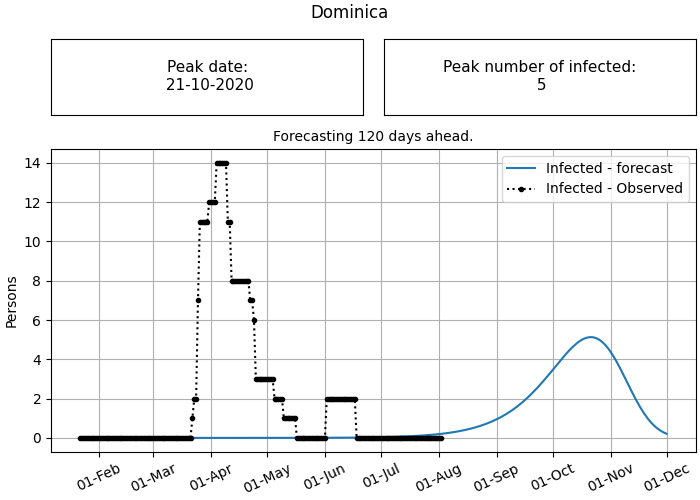 Dominica
Peak date:
21-10-2020
Peak number of infected:
5
Forecasting 120 days ahead.
Infected - forecast
Infected - Observed
Persons
14
12
10
8
6
4
2
0
01-Feb
01-Mar
01-Apr
01-May
01-Jun
01-Jul
01-Aug
01-Sep
01-Oct
01-Nov
01-Dec